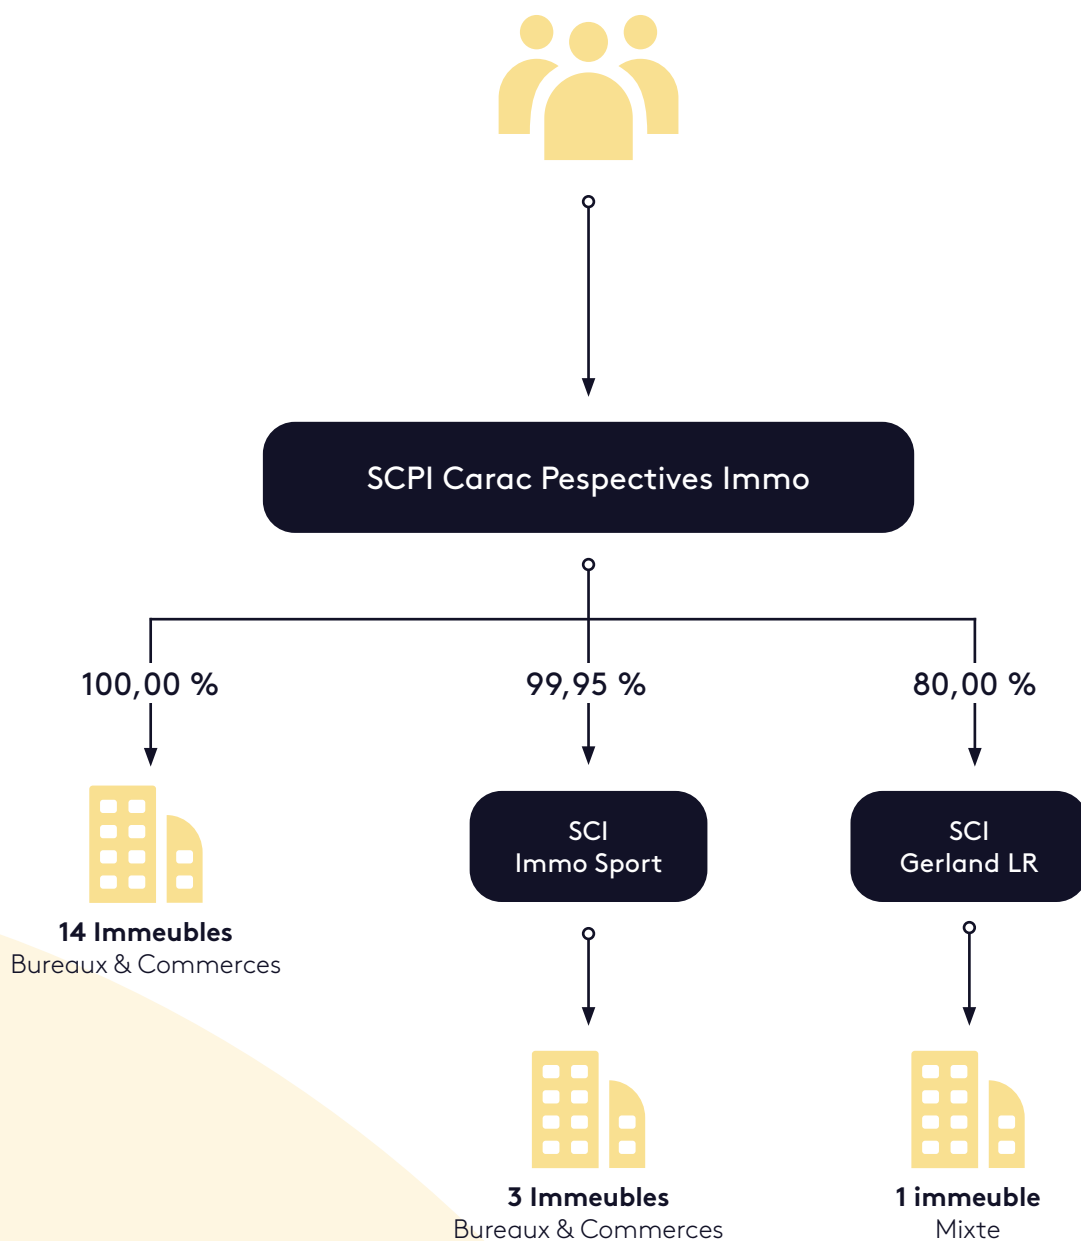 SCPI Carac Pespectives Immo
100,00 %
99,95 %
80,00 %
SCI
Immo Sport
SCI
Gerland LR
14 Immeubles
Bureaux & Commerces
3 Immeubles
Bureaux & Commerces
1 immeuble
Mixte